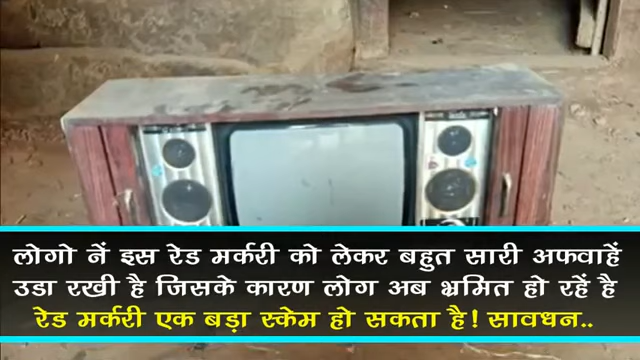 लोगो नें इस रेड मर्करी को लेकर बहुत सारी अफवाहें
उडा रखी है जिसके कारण लोग अब भ्रमित हो रहें है
रेड मर्करी एक बड़ा स्केम हो सकता है! सावधन..